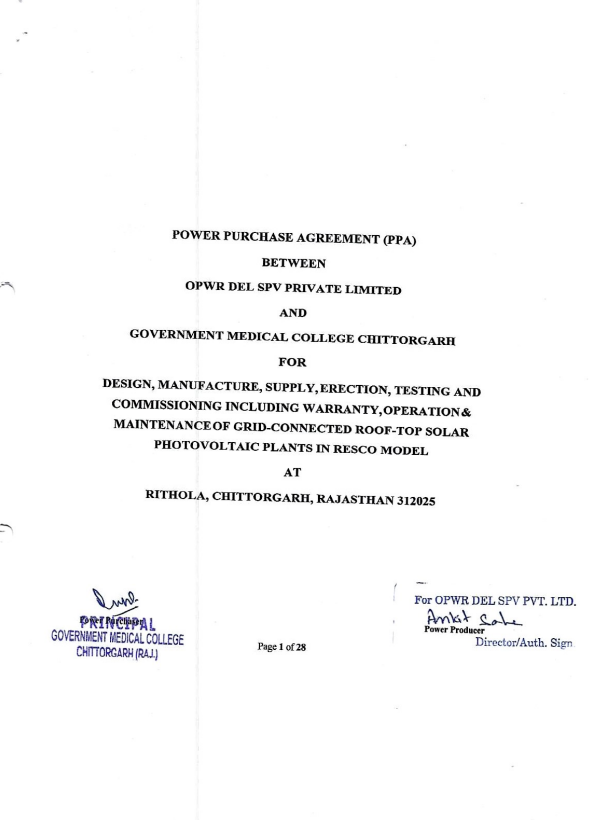 POWER PURCHASE AGREEMENT (PPA)
BETWEEN
OPWR DEL SPV PRIVATE LIMITED
AND
GOVERNMENT MEDICAL COLLEGE CHITTORGARH
FOR
DESIGN, MANUFACTURE, SUPPLY, ERECTION, TESTING AND
COMMISSIONING INCLUDING WARRANTY, OPERATION &
MAINTENANCE OF GRID-CONNECTED ROOF-TOP SOLAR
PHOTOVOLTAIC PLANTS IN RESCO MODEL
AT
RITHOLA, CHITTORGARH, RAJASTHAN 312025
Power Purchaser
PRINCIPAL
GOVERNMENT MEDICAL COLLEGE
CHITTORGARH (RAJ.)
Page 1 of 28
For OPWR DEL SPV PVT. LTD.
Ankit
Power Producer
Director/Auth. Sign